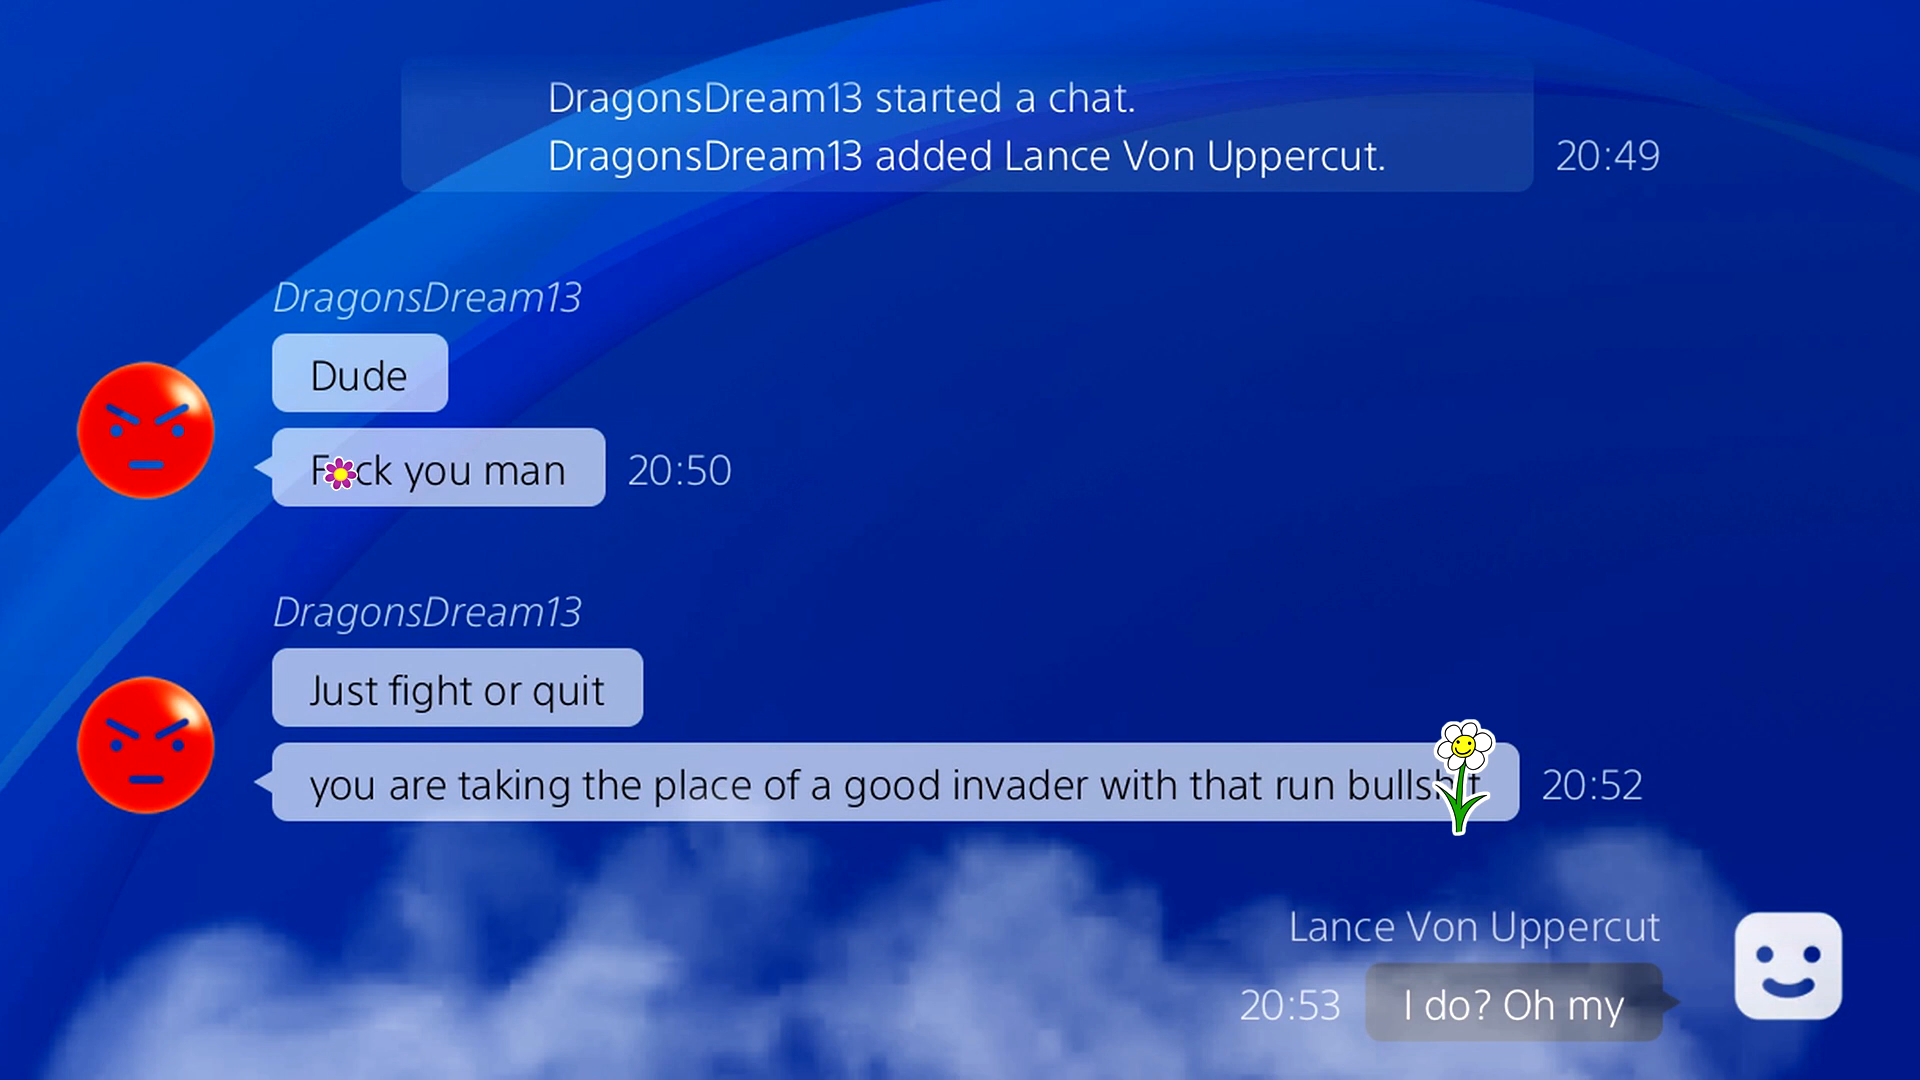 DragonsDream13 started a chat.
DragonsDream13 added Lance Von Uppercut.
20:49
DragonsDream13
Dude
F ck you man
20:50
DragonsDream13
Just fight or quit
you are taking the place of a good invader with that run bullsh t
20:52
Lance Von Uppercut
20:53
I do? Oh my